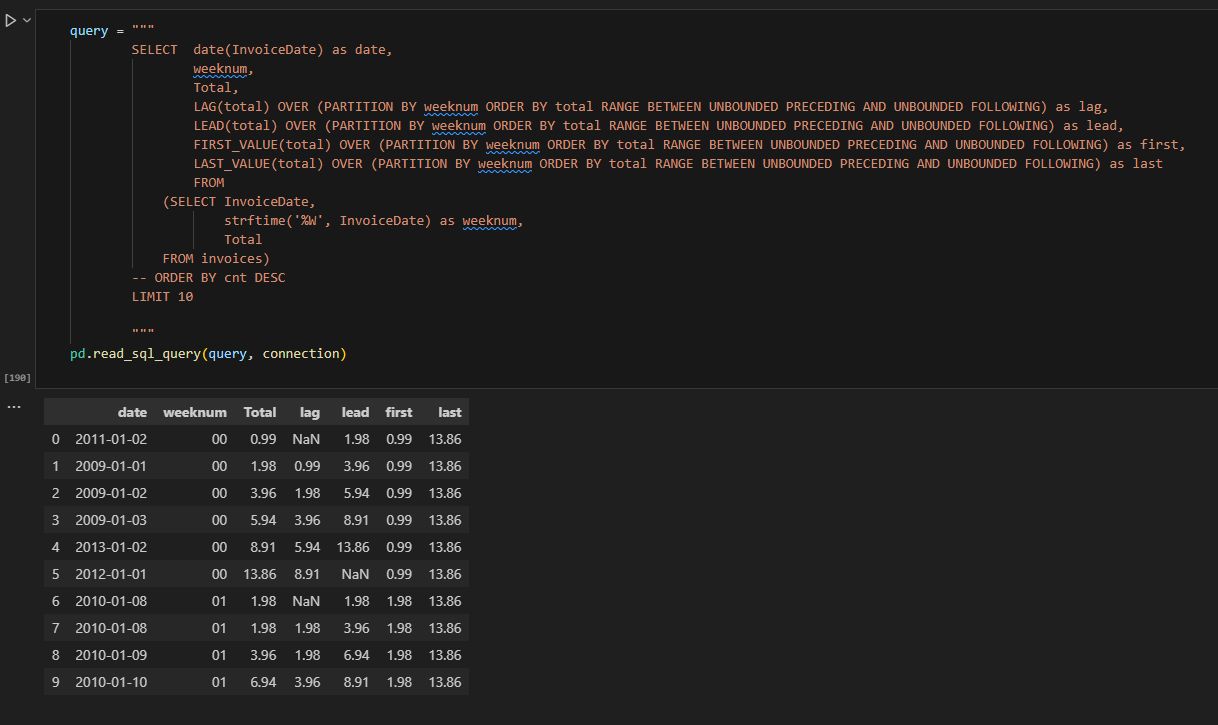 query = """
SELECT  date(InvoiceDate) as date,
weeknum,
Total,
LAG(total) OVER (PARTITION BY weeknum ORDER BY total RANGE BETWEEN UNBOUNDED PRECEDING AND UNBOUNDED FOLLOWING) as lag,
LEAD(total) OVER (PARTITION BY weeknum ORDER BY total RANGE BETWEEN UNBOUNDED PRECEDING AND UNBOUNDED FOLLOWING) as lead,
FIRST_VALUE(total) OVER (PARTITION BY weeknum ORDER BY total RANGE BETWEEN UNBOUNDED PRECEDING AND UNBOUNDED FOLLOWING) as first,
LAST_VALUE(total) OVER (PARTITION BY weeknum ORDER BY total RANGE BETWEEN UNBOUNDED PRECEDING AND UNBOUNDED FOLLOWING) as last
FROM
(SELECT InvoiceDate,
strftime('%W', InvoiceDate) as weeknum,
Total
FROM invoices)
-- ORDER BY cnt DESC
LIMIT 10
"""
pd.read_sql_query(query, connection)
[190]
...
date weeknum Total lag lead first last
0 2011-01-02 00 0.99 NaN 1.98 0.99 13.86
1 2009-01-01 00 1.98 0.99 3.96 0.99 13.86
2 2009-01-02 00 3.96 1.98 5.94 0.99 13.86
3 2009-01-03 00 5.94 3.96 8.91 0.99 13.86
4 2013-01-02 00 8.91 5.94 13.86 0.99 13.86
5 2012-01-01 00 13.86 8.91 NaN 0.99 13.86
6 2010-01-08 01 1.98 NaN 1.98 1.98 13.86
7 2010-01-08 01 1.98 1.98 3.96 1.98 13.86
8 2010-01-09 01 3.96 1.98 6.94 1.98 13.86
9 2010-01-10 01 6.94 3.96 8.91 1.98 13.86